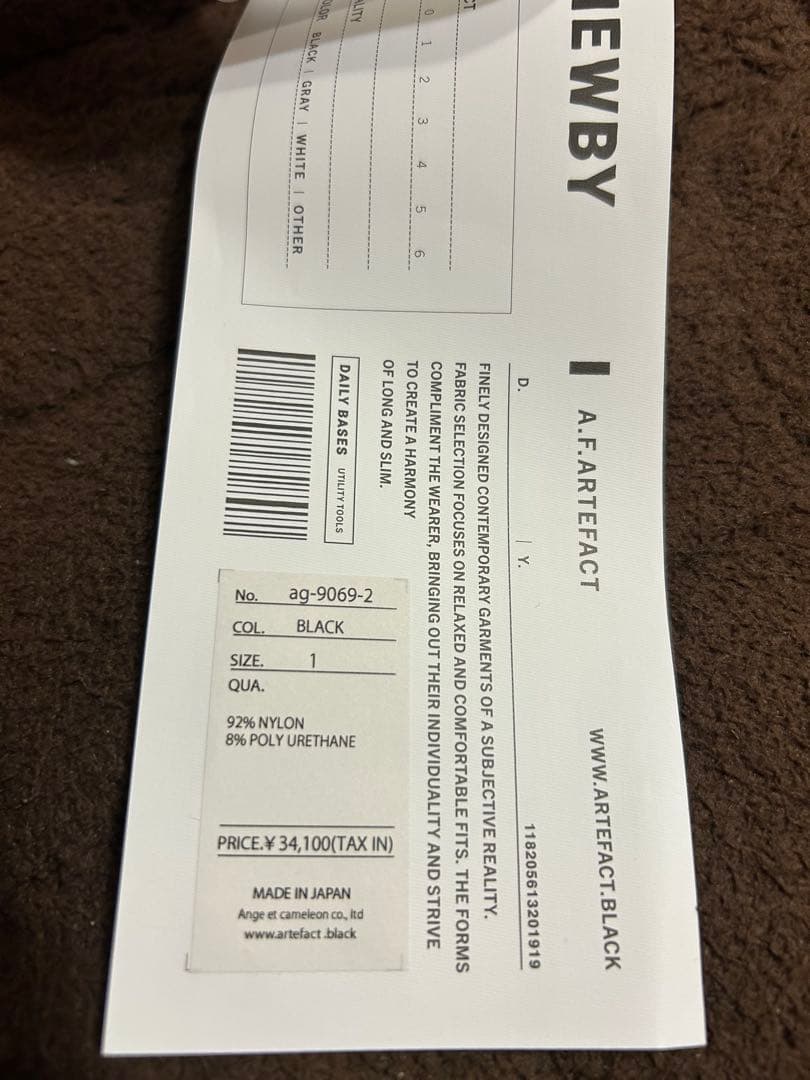 EWBY
A.F.ARTEFACT
WWW.ARTEFACT.BLACK
0 1 2 3 4 5 6
BLACK | GRAY | WHITE | OTHER
D. | Y. 118205613201919
FINELY DESIGNED CONTEMPORARY GARMENTS OF A SUBJECTIVE REALITY.
FABRIC SELECTION FOCUSES ON RELAXED AND COMFORTABLE FITS. THE FORMS
COMPLIMENT THE WEARER, BRINGING OUT THEIR INDIVIDUALITY AND STRIVE
TO CREATE A HARMONY
OF LONG AND SLIM.
DAILY BASES UTILITY TOOLS
No. ag-9069-2
COL. BLACK
SIZE. 1
QUA.
92% NYLON
8% POLY URETHANE
PRICE.¥ 34,100(TAX IN)
MADE IN JAPAN
Ange et cameleon co., ltd
www.artefact .black